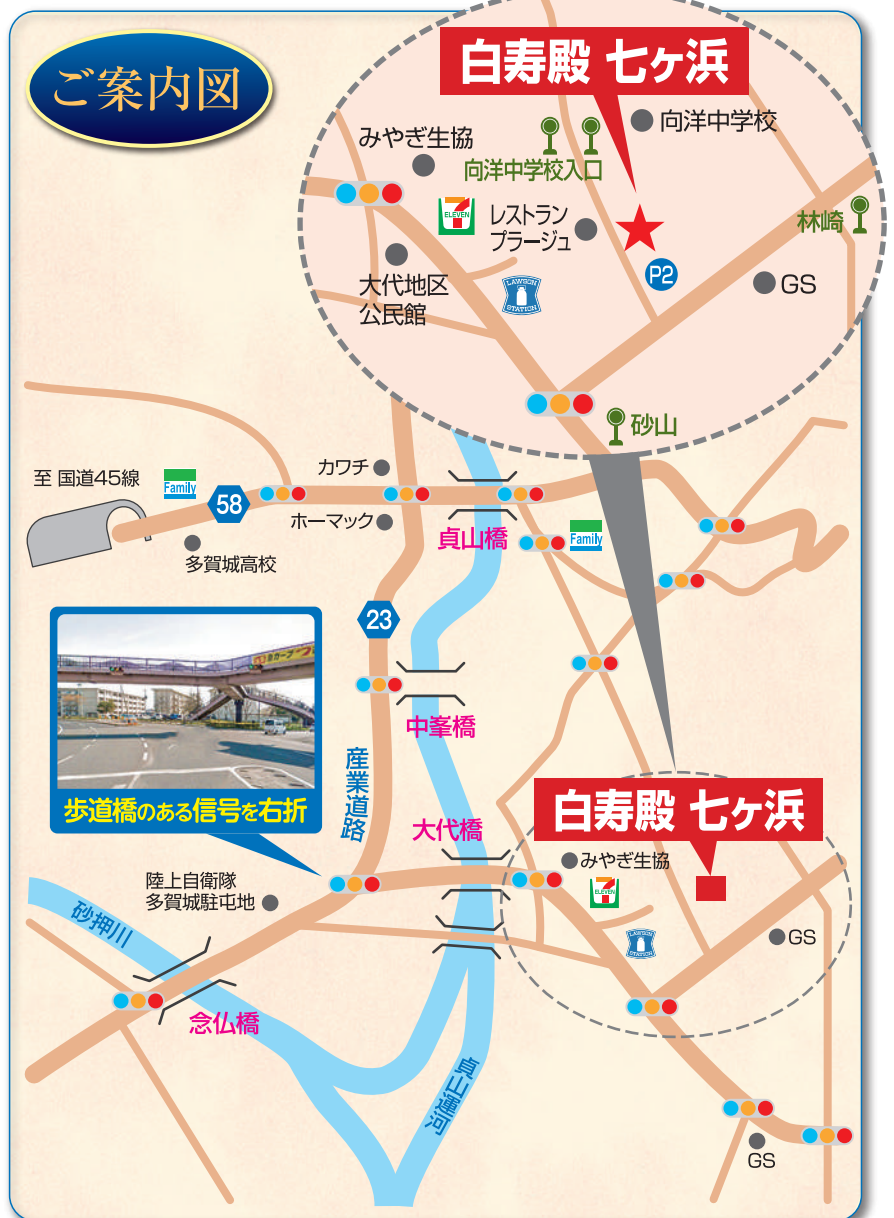 ご案内図
白寿殿 七ヶ浜
向洋中学校
みやぎ生協
向洋中学校入口
ELEVEN
レストラン
プラージュ
林崎
大代地区
公民館
LAWSON
STATION
P2
GS
砂山
至 国道45線
Family
58
カワチ
ホーマック
多賀城高校
貞山橋
Family
23
中峯橋
産業道路
歩道橋のある信号を右折
大代橋
白寿殿 七ヶ浜
みやぎ生協
ELEVEN
陸上自衛隊
多賀城駐屯地
LAWSON
STATION
GS
砂押川
念仏橋
貞山運河
GS